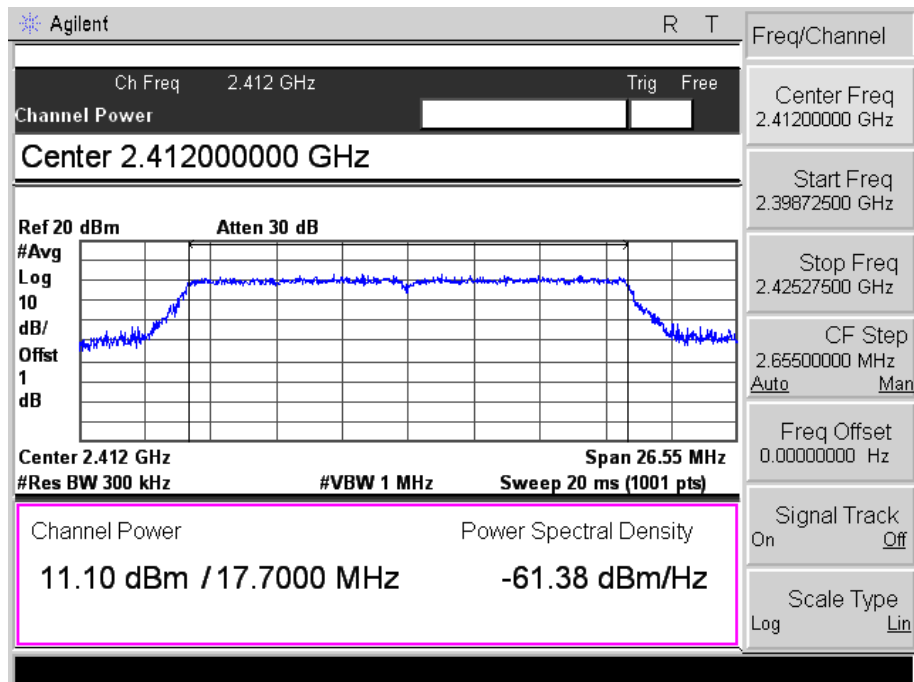 Agilent R T
Ch Freq 2.412 GHz Trig Free
Channel Power
Center 2.412000000 GHz
Ref 20 dBm Atten 30 dB
#Avg
Log
10
dB/
Offst
1
dB
Center 2.412 GHz Span 26.55 MHz
#Res BW 300 kHz #VBW 1 MHz Sweep 20 ms (1001 pts)
Channel Power Power Spectral Density
11.10 dBm / 17.7000 MHz -61.38 dBm/Hz
Freq/Channel
Center Freq
2.41200000 GHz
Start Freq
2.39872500 GHz
Stop Freq
2.42527500 GHz
CF Step
2.65500000 MHz
Auto Man
Freq Offset
0.00000000 Hz
Signal Track
On Off
Scale Type
Log Lin